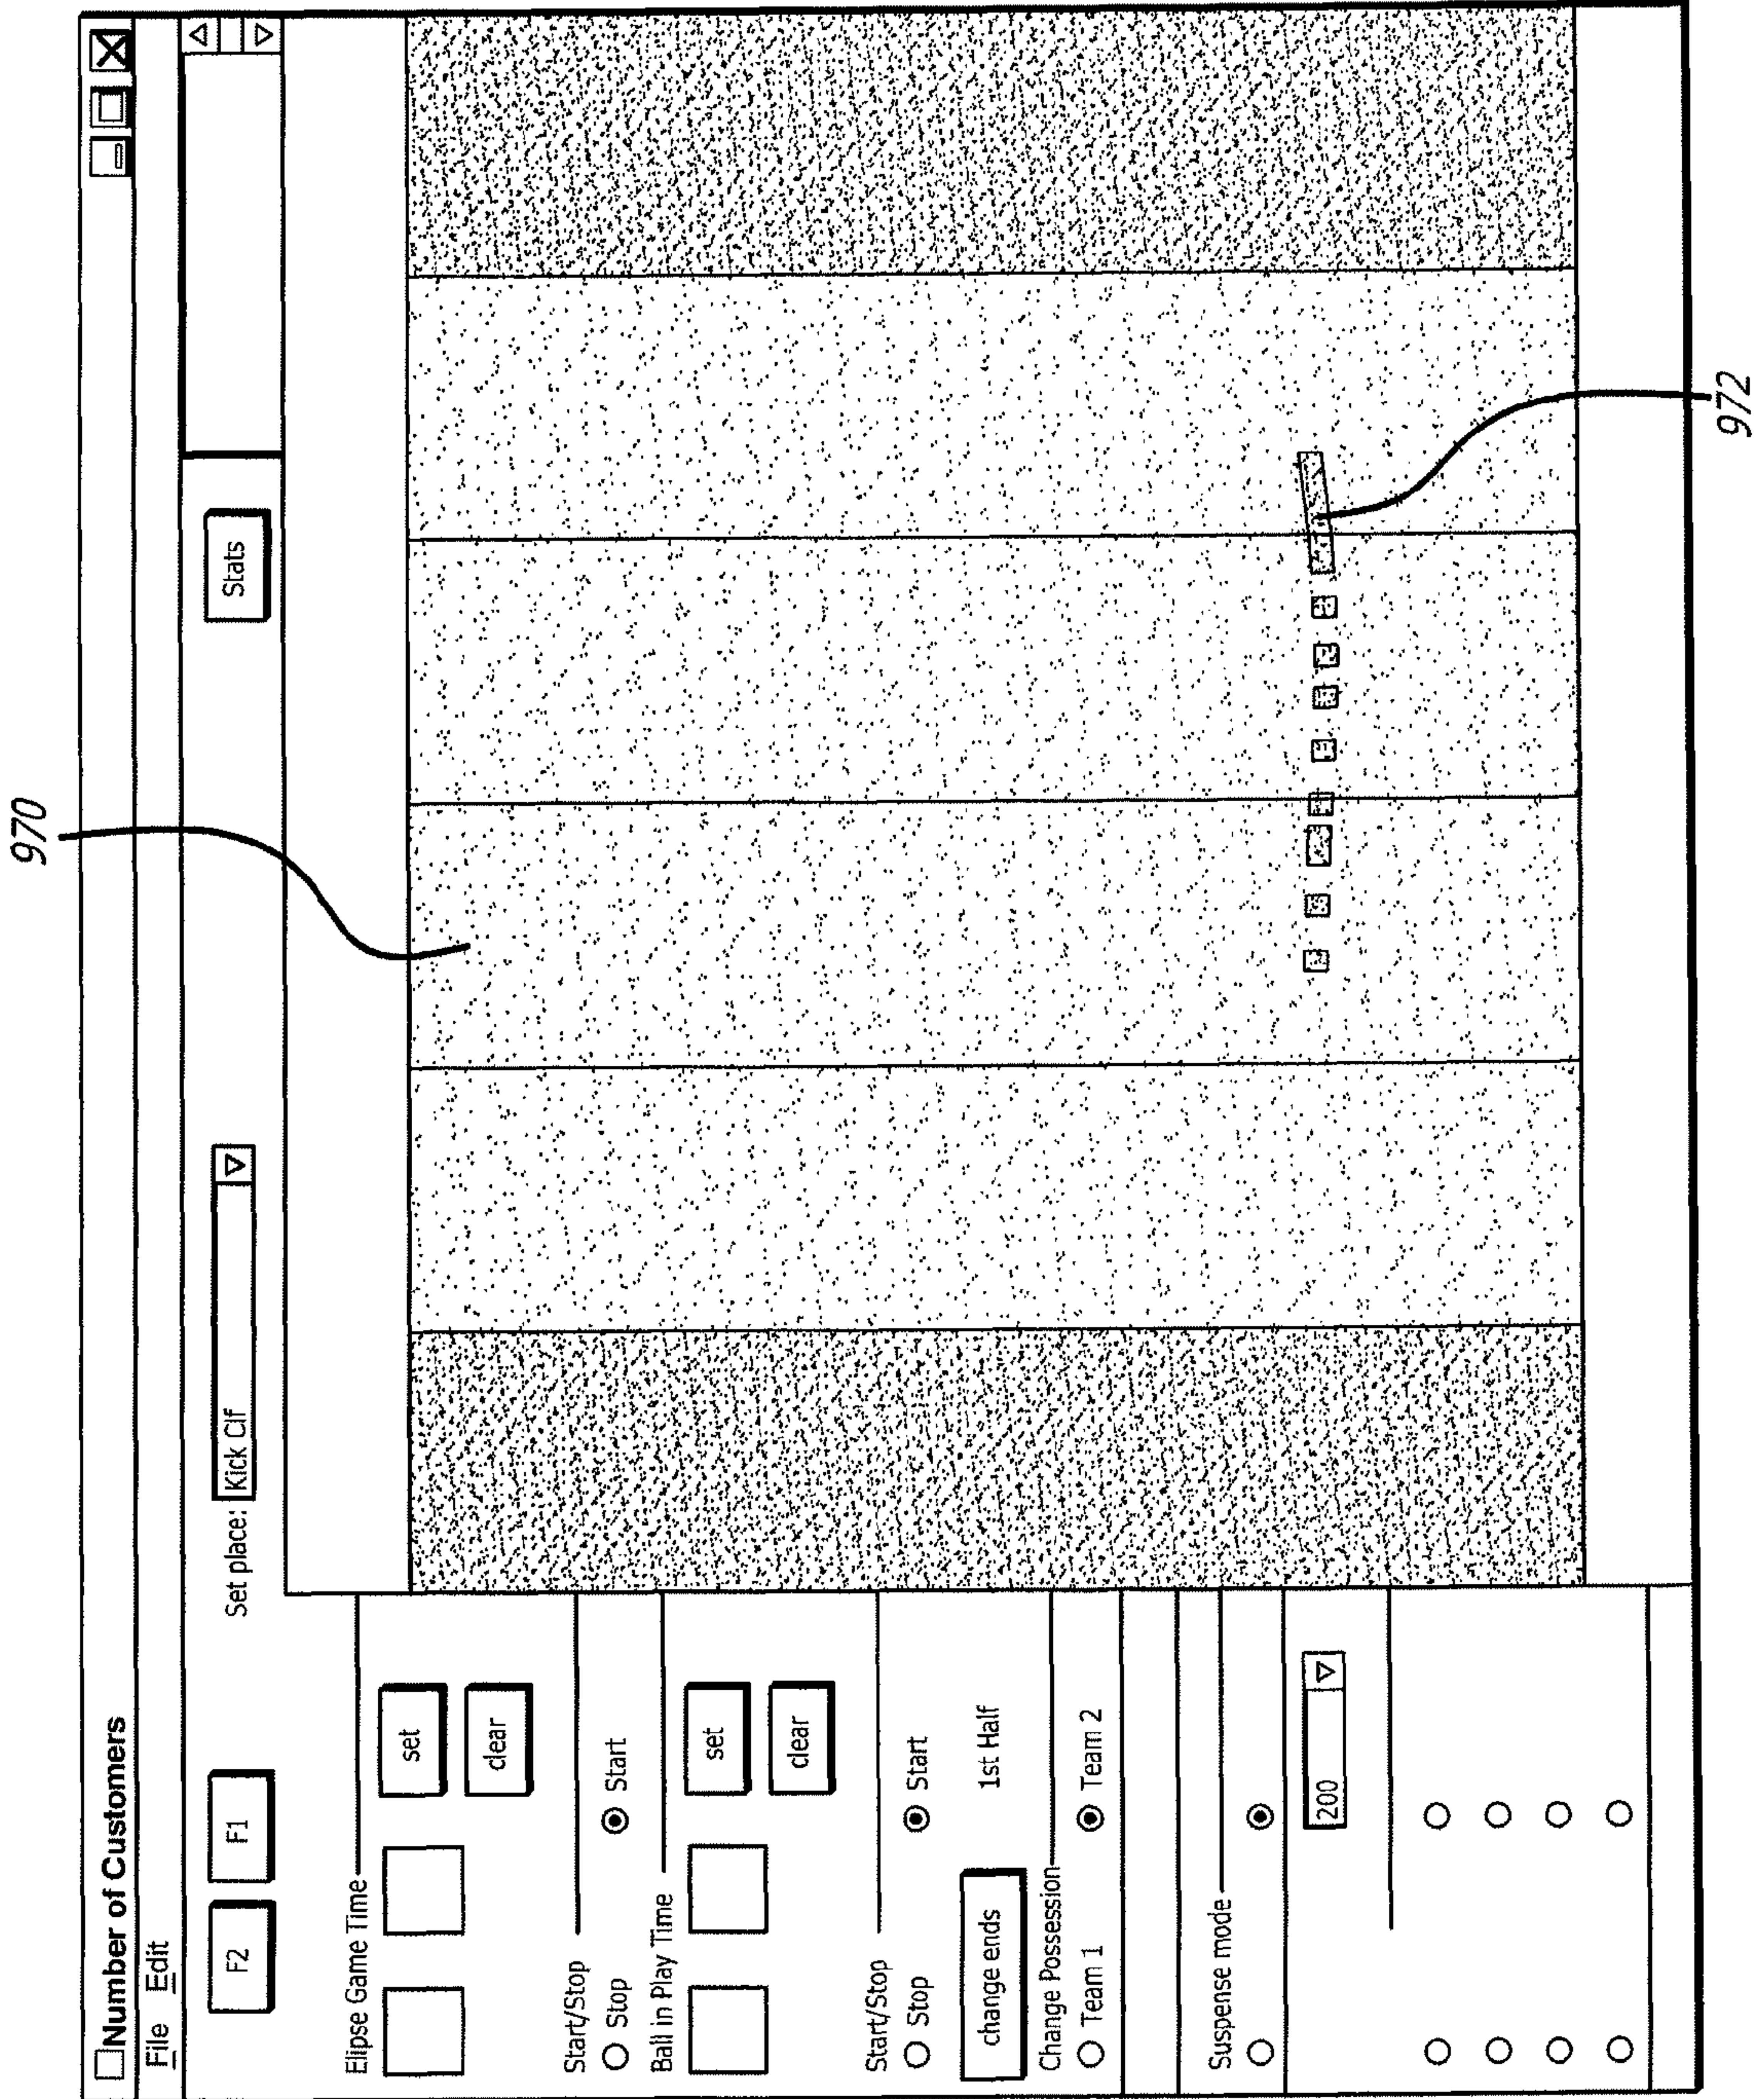 970
Number of Customers
File Edit
F2 F1 Set place: Kick Clf Stats
Elipse Game Time
set
clear
Start/Stop
Stop Start
Ball in Play Time
set
clear
Start/Stop
Stop Start
change ends 1st Half
Change Possession
Team 1 Team 2
Suspense mode
200
972